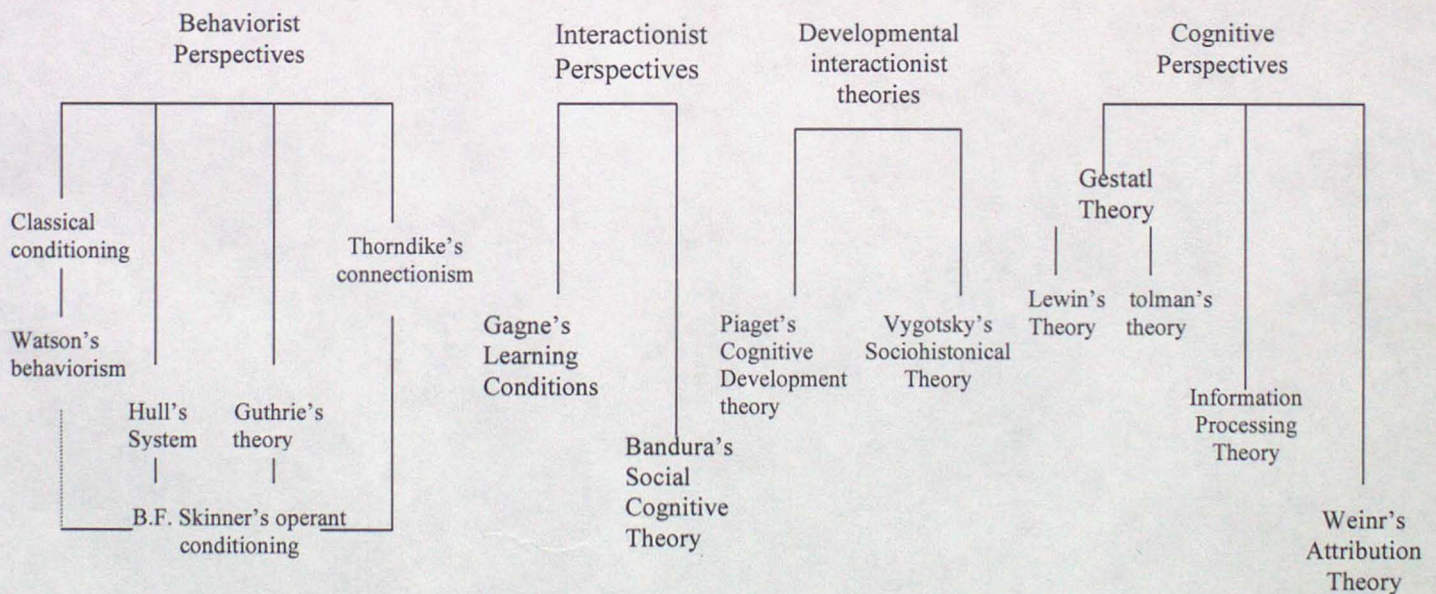 Behaviorist
Perspectives
Interactionist
Perspectives
Developmental
interactionist
theories
Cognitive
Perspectives
Classical
conditioning
Watson's
behaviorism
Hull's
System
Guthrie's
theory
Thorndike's
connectionism
B.F. Skinner's operant
conditioning
Gagne's
Learning
Conditions
Bandura's
Social
Cognitive
Theory
Piaget's
Cognitive
Development
theory
Vygotsky's
Sociohistonical
Theory
Gestatl
Theory
Lewin's
Theory
tolman's
theory
Information
Processing
Theory
Weinr's
Attribution
Theory